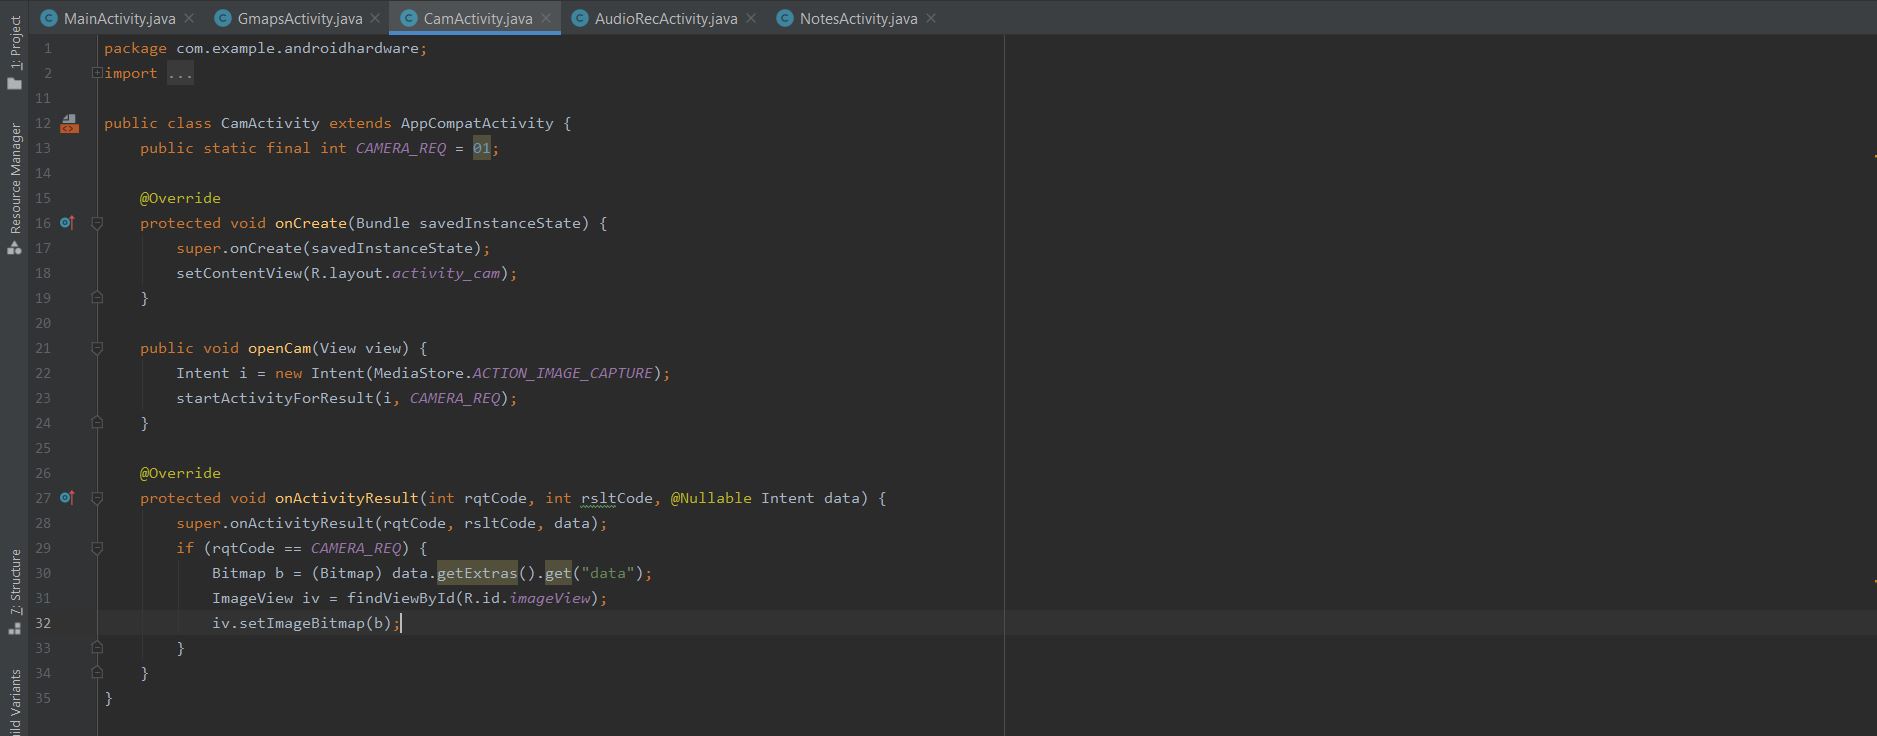 MainActivity.java GmapsActivity.java CamActivity.java AudioRecActivity.java NotesActivity.java
1: Project
Resource Manager
7: Structure
ild Variants
1 package com.example.androidhardware;
2 import ...
11
12 public class CamActivity extends AppCompatActivity {
13 public static final int CAMERA_REQ = 01;
14
15 @Override
16 protected void onCreate(Bundle savedInstanceState) {
17 super.onCreate(savedInstanceState);
18 setContentView(R.layout.activity_cam);
19 }
20
21 public void openCam(View view) {
22 Intent i = new Intent(MediaStore.ACTION_IMAGE_CAPTURE);
23 startActivityForResult(i, CAMERA_REQ);
24 }
25
26 @Override
27 protected void onActivityResult(int rqtCode, int rsltCode, @Nullable Intent data) {
28 super.onActivityResult(rqtCode, rsltCode, data);
29 if (rqtCode == CAMERA_REQ) {
30 Bitmap b = (Bitmap) data.getExtras().get("data");
31 ImageView iv = findViewById(R.id.imageView);
32 iv.setImageBitmap(b);
33 }
34 }
35 }